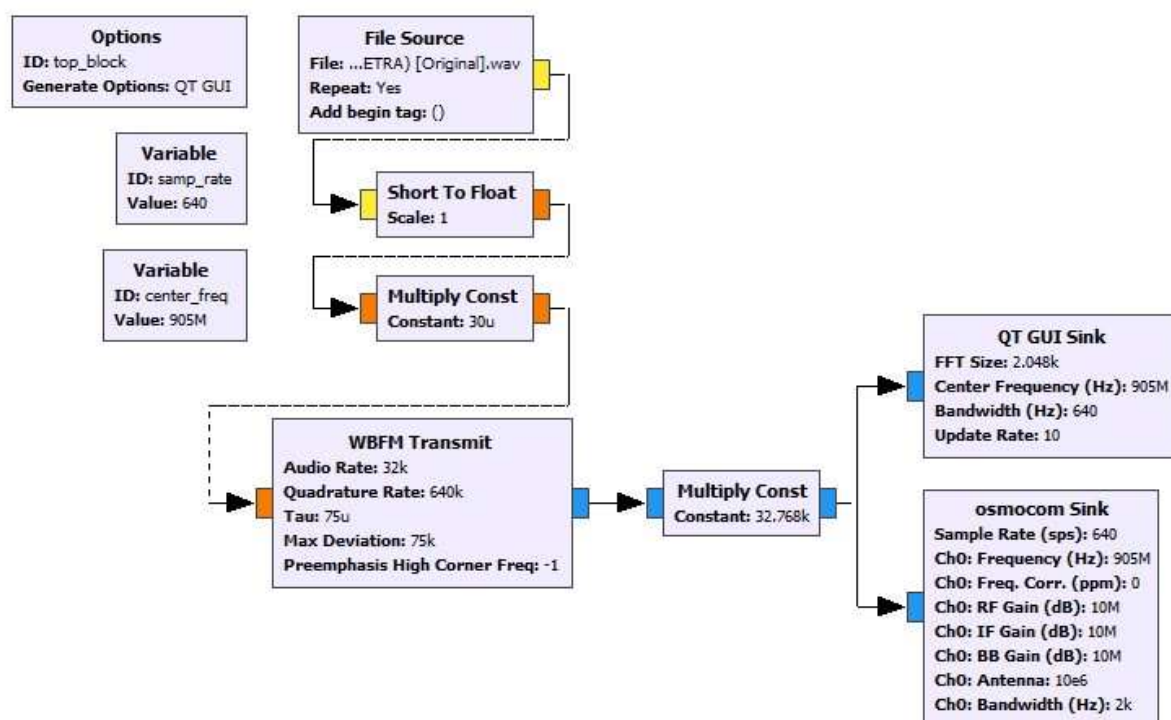 Options
ID: top_block
Generate Options: QT GUI
File Source
File: ...ETRA) [Original].wav
Repeat: Yes
Add begin tag: ()
Variable
ID: samp_rate
Value: 640
Short To Float
Scale: 1
Variable
ID: center_freq
Value: 905M
Multiply Const
Constant: 30u
WBFM Transmit
Audio Rate: 32k
Quadrature Rate: 640k
Tau: 75u
Max Deviation: 75k
Preemphasis High Corner Freq: -1
Multiply Const
Constant: 32.768k
QT GUI Sink
FFT Size: 2.048k
Center Frequency (Hz): 905M
Bandwidth (Hz): 640
Update Rate: 10
osmocom Sink
Sample Rate (sps): 640
Ch0: Frequency (Hz): 905M
Ch0: Freq. Corr. (ppm): 0
Ch0: RF Gain (dB): 10M
Ch0: IF Gain (dB): 10M
Ch0: BB Gain (dB): 10M
Ch0: Antenna: 10e6
Ch0: Bandwidth (Hz): 2k